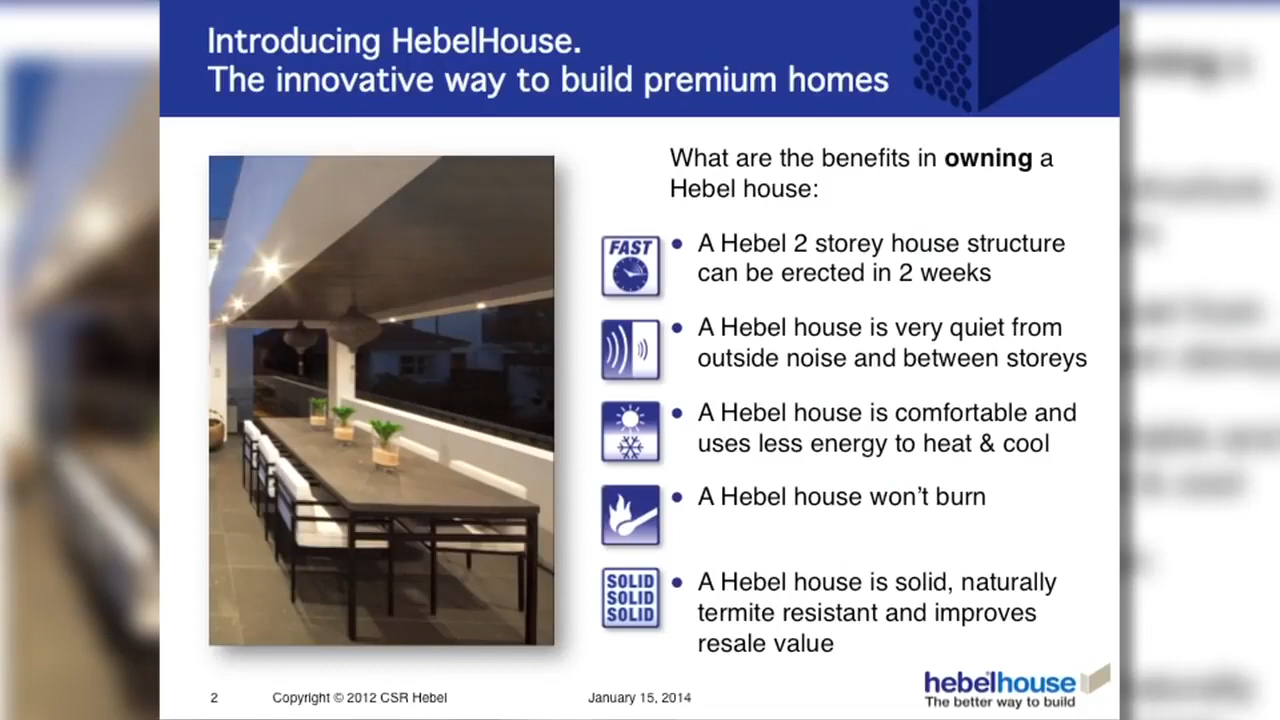 Introducing HebelHouse.
The innovative way to build premium homes
What are the benefits in owning a
Hebel house:
FAST
• A Hebel 2 storey house structure
can be erected in 2 weeks
• A Hebel house is very quiet from
outside noise and between storeys
• A Hebel house is comfortable and
uses less energy to heat & cool
• A Hebel house won't burn
SOLID
SOLID
SOLID
• A Hebel house is solid, naturally
termite resistant and improves
resale value
2
Copyright © 2012 CSR Hebel
January 15, 2014
hebelhouse
The better way to build